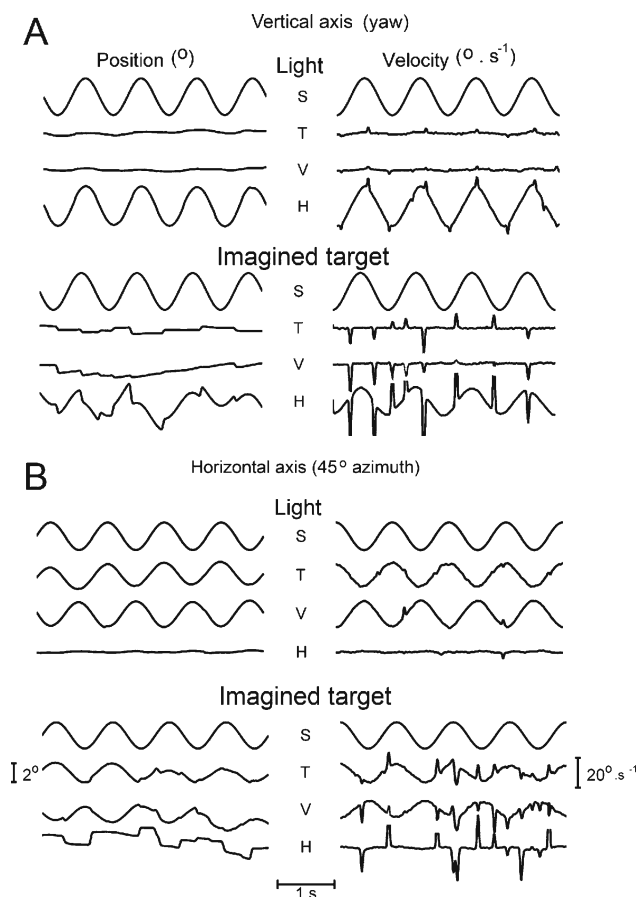 A
Vertical axis (yaw)
Position (°)
Light
Velocity (° . s⁻¹)
S
T
V
H
Imagined target
S
T
V
H
B
Horizontal axis (45° azimuth)
Light
S
T
V
H
Imagined target
S
2°
T
20° .s⁻¹
V
H
1 s